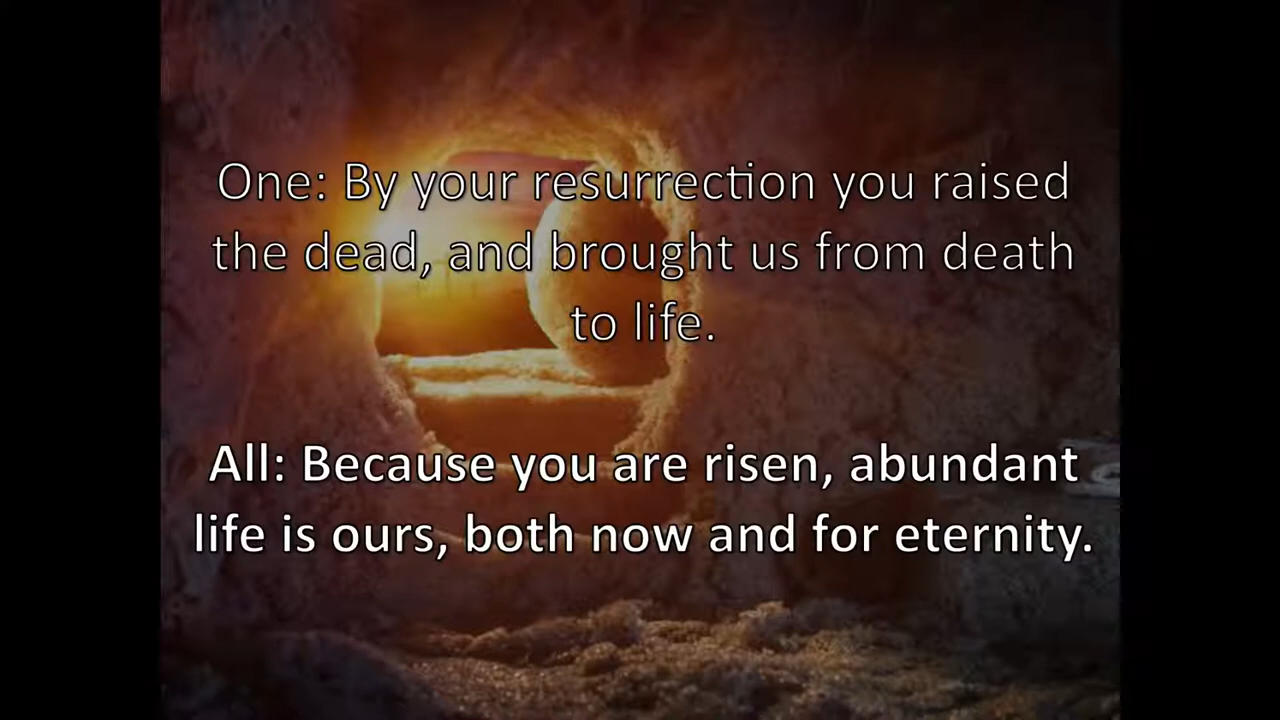 One: By your resurrection you raised
the dead, and brought us from death
to life.
All: Because you are risen, abundant
life is ours, both now and for eternity.